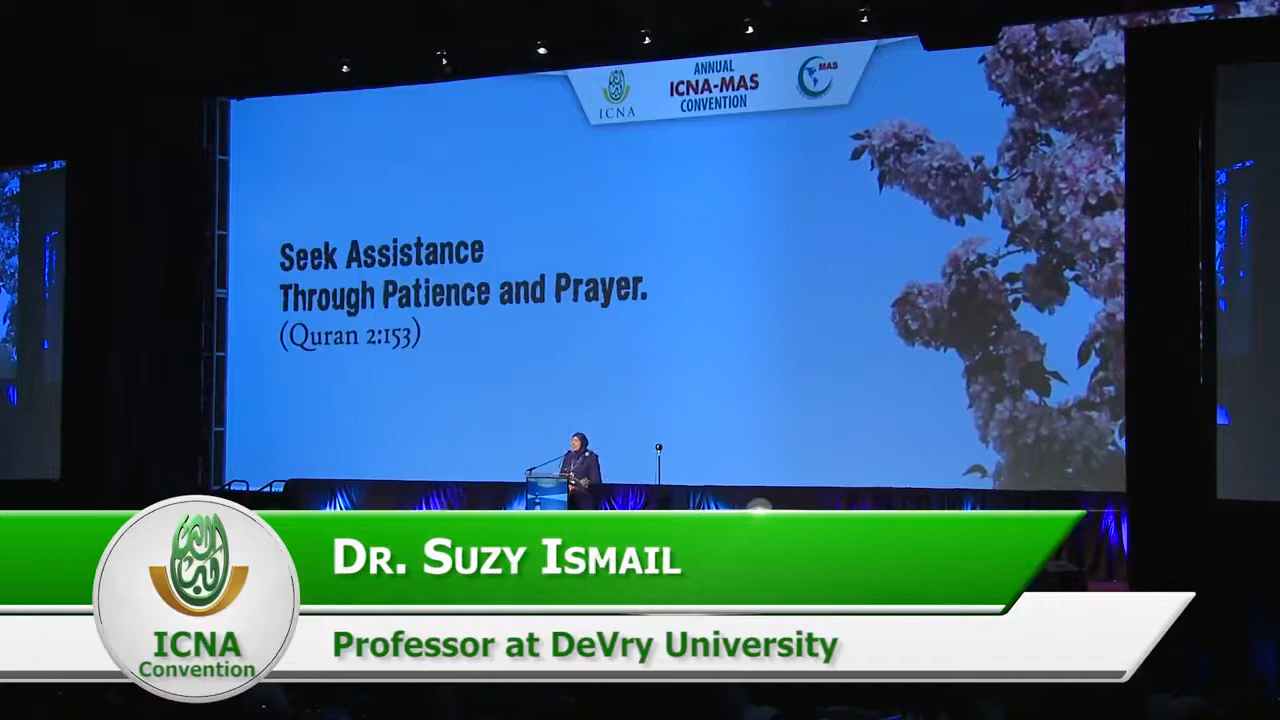 ICNA
ANNUAL
ICNA-MAS
CONVENTION
MAS
Seek Assistance
Through Patience and Prayer.
(Quran 2:153)
DR. SUZY ISMAIL
Professor at DeVry University
ICNA
Convention